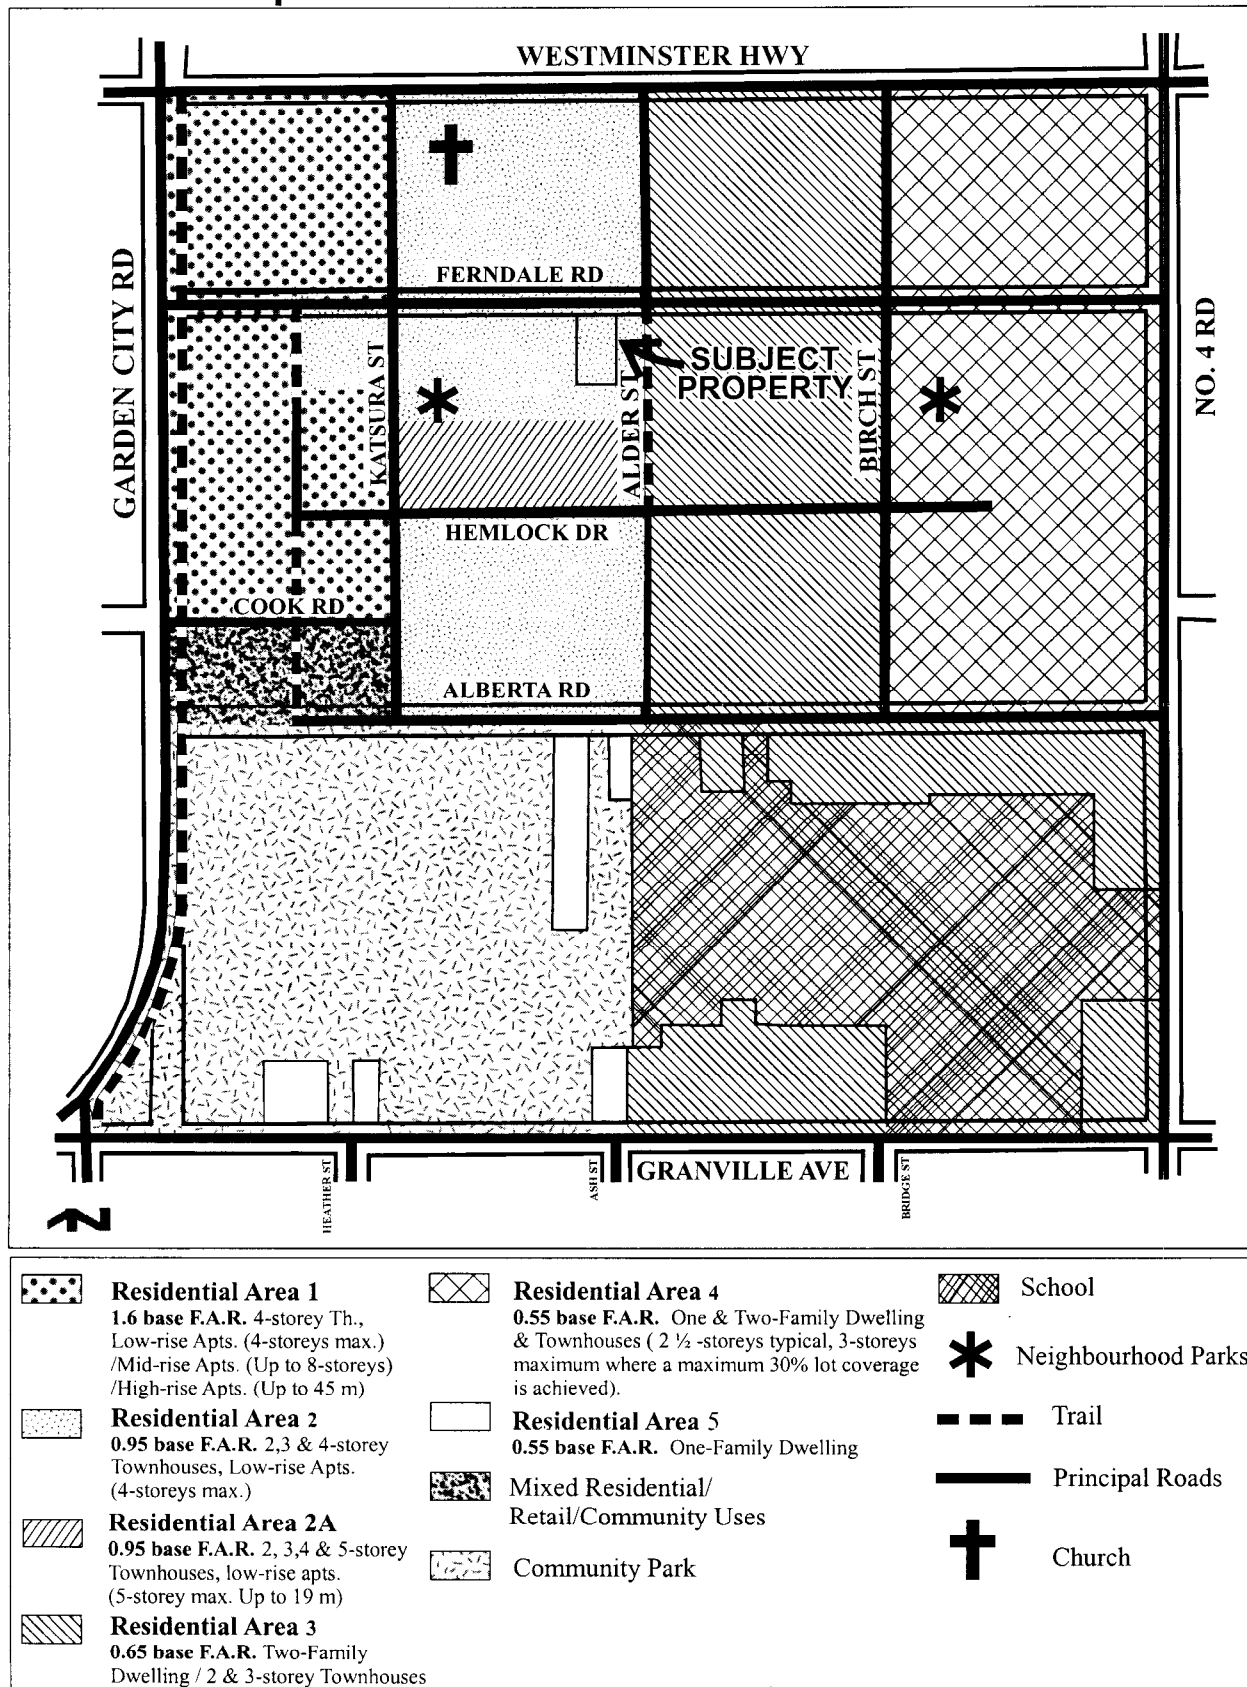 WESTMINSTER HWY
GARDEN CITY RD
FERNDALE RD
NO. 4 RD
KATSURA ST
SUBJECT
PROPERTY
ALDER ST
BIRCH ST
HEMLOCK DR
COOK RD
ALBERTA RD
HEATHER ST
ASH ST
GRANVILLE AVE
BRIDGE ST
Residential Area 1
1.6 base F.A.R. 4-storey Th.,
Low-rise Apts. (4-storeys max.)
/Mid-rise Apts. (Up to 8-storeys)
/High-rise Apts. (Up to 45 m)
Residential Area 2
0.95 base F.A.R. 2,3 & 4-storey
Townhouses, Low-rise Apts.
(4-storeys max.)
Residential Area 2A
0.95 base F.A.R. 2, 3,4 & 5-storey
Townhouses, low-rise apts.
(5-storey max. Up to 19 m)
Residential Area 3
0.65 base F.A.R. Two-Family
Dwelling / 2 & 3-storey Townhouses
Residential Area 4
0.55 base F.A.R. One & Two-Family Dwelling
& Townhouses ( 2 ½ -storeys typical, 3-storeys
maximum where a maximum 30% lot coverage
is achieved).
Residential Area 5
0.55 base F.A.R. One-Family Dwelling
Mixed Residential/
Retail/Community Uses
Community Park
School
Neighbourhood Parks
Trail
Principal Roads
Church